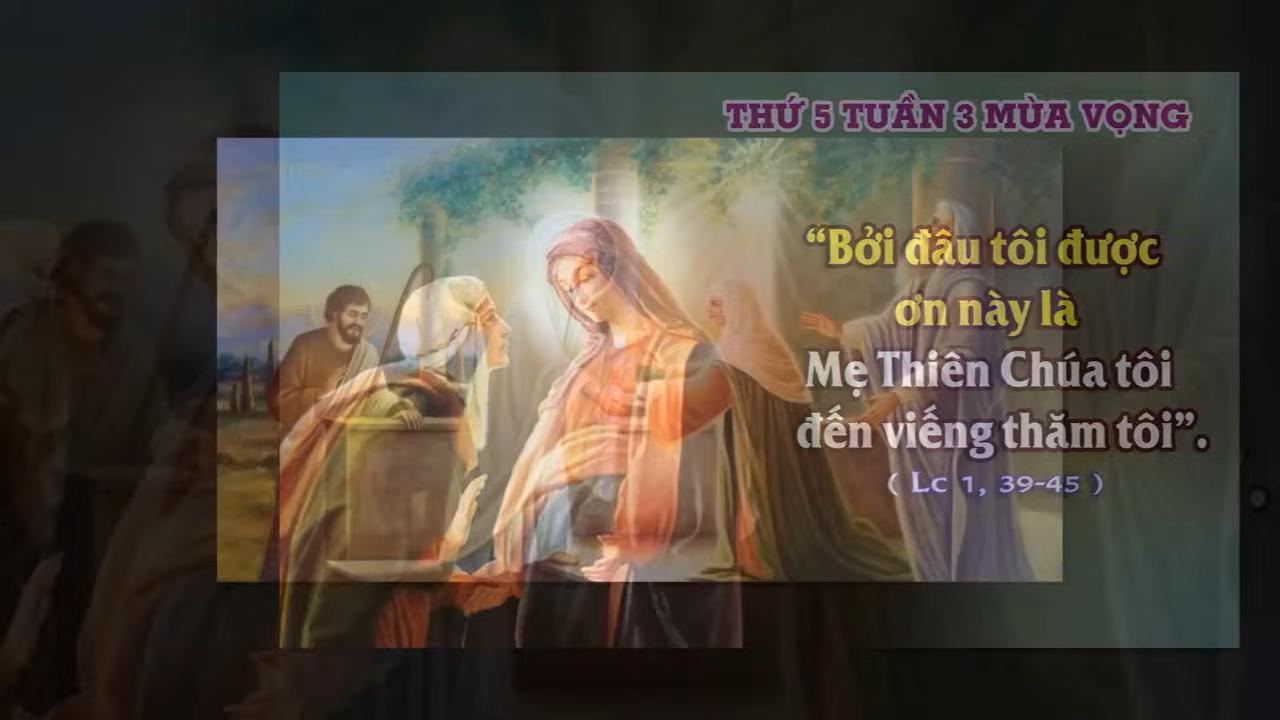 THỨ 5 TUẦN 3 MÙA VỌNG
“Bởi đâu tôi được
ơn này là
Mẹ Thiên Chúa tôi
đến viếng thăm tôi”.
( Lc 1, 39-45 )